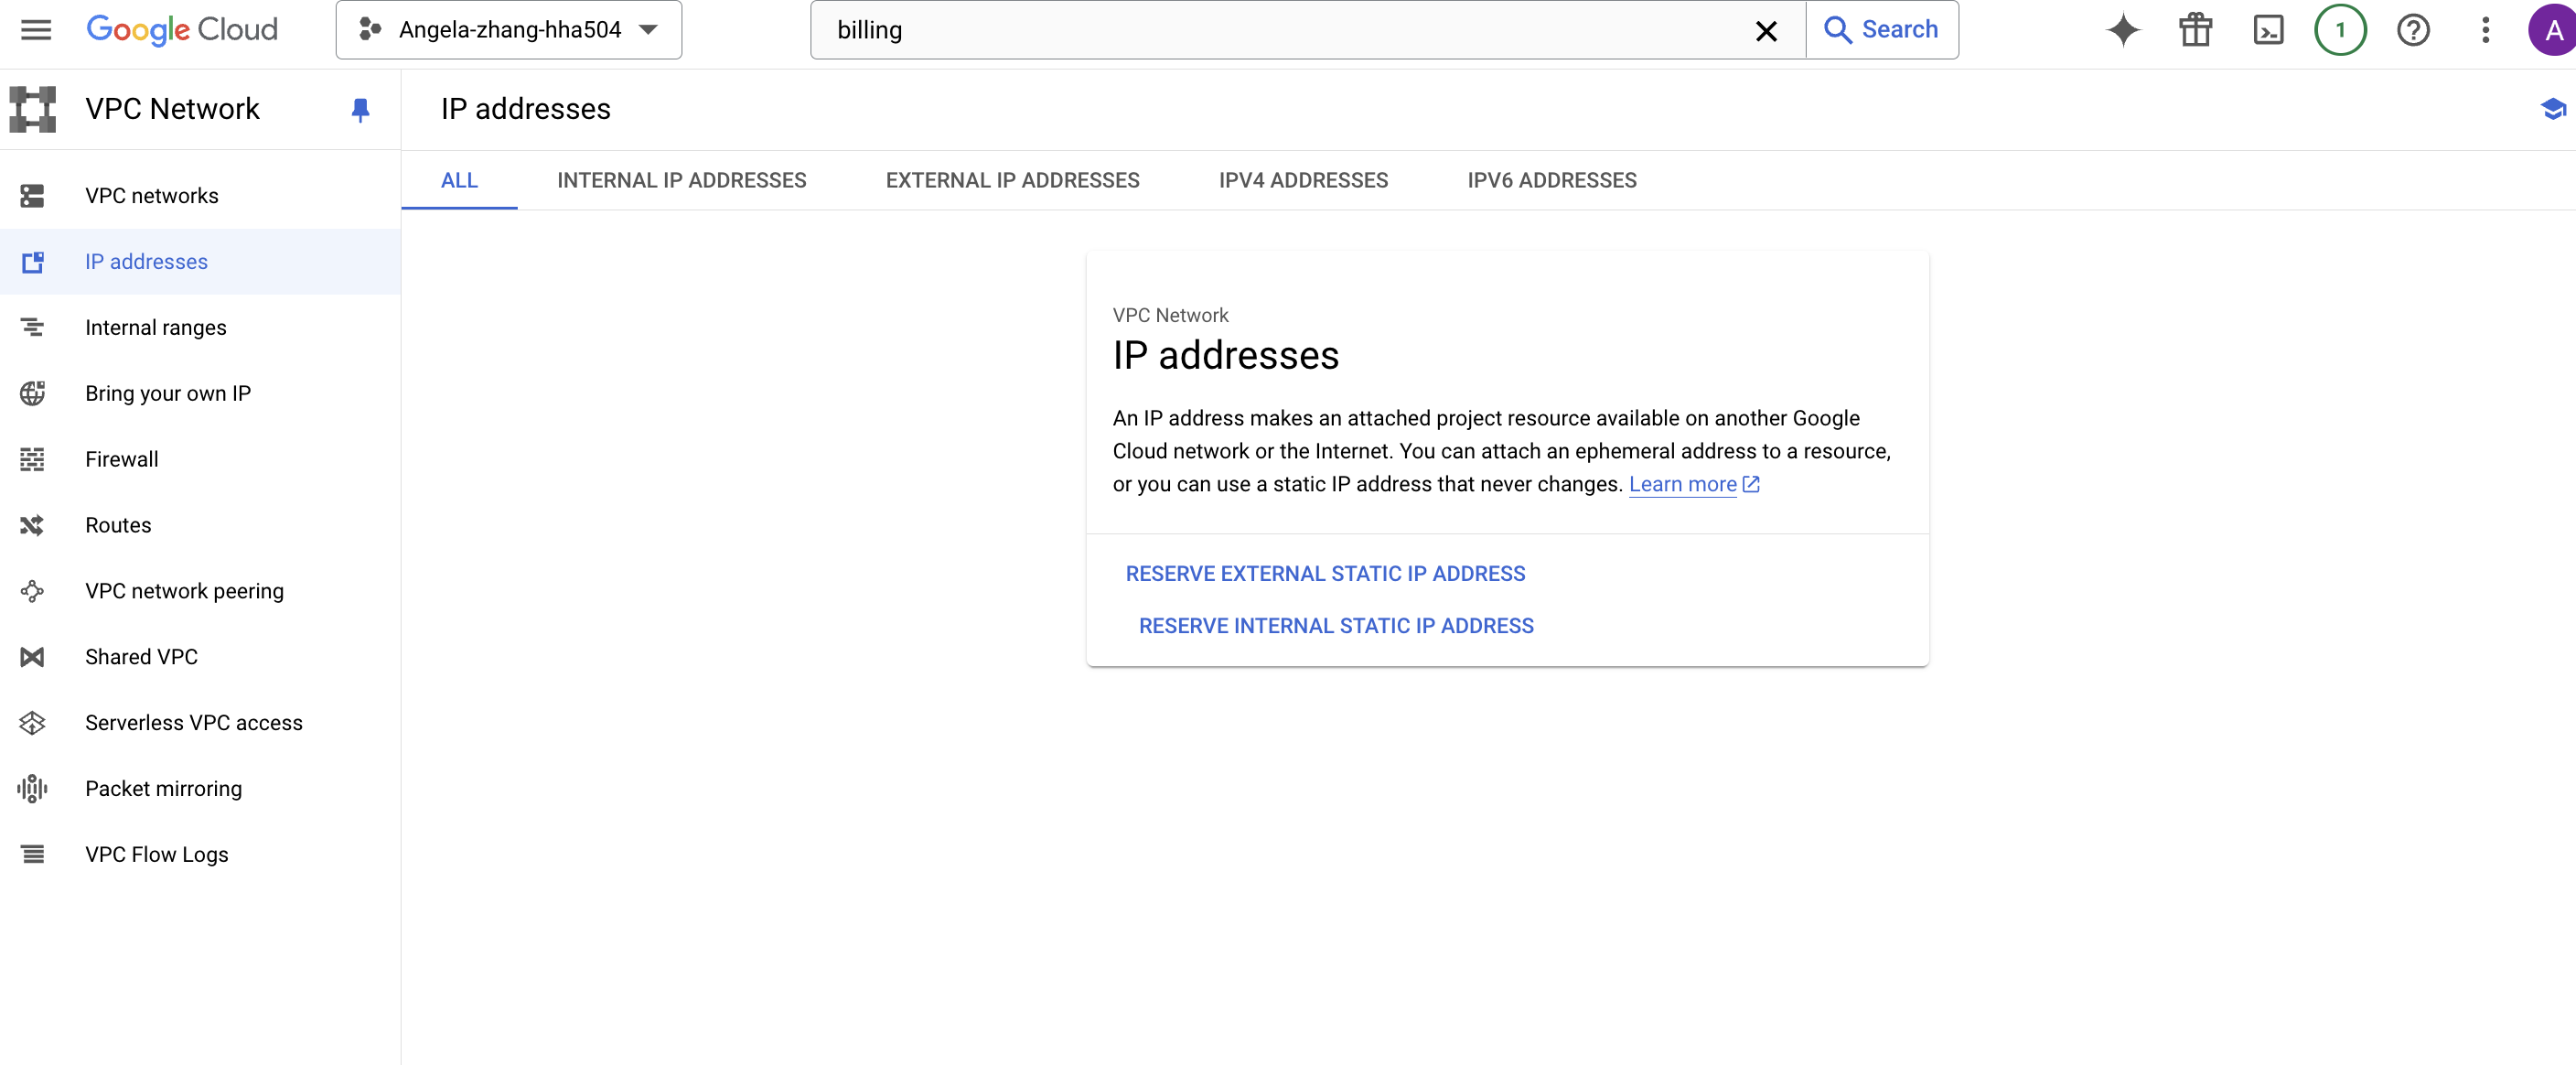 Google Cloud
Angela-zhang-hha504
billing
Search
1
A
VPC Network
IP addresses
ALL
INTERNAL IP ADDRESSES
EXTERNAL IP ADDRESSES
IPV4 ADDRESSES
IPV6 ADDRESSES
VPC networks
IP addresses
Internal ranges
Bring your own IP
Firewall
Routes
VPC network peering
Shared VPC
Serverless VPC access
Packet mirroring
VPC Flow Logs
VPC Network
IP addresses
An IP address makes an attached project resource available on another Google
Cloud network or the Internet. You can attach an ephemeral address to a resource,
or you can use a static IP address that never changes. Learn more
RESERVE EXTERNAL STATIC IP ADDRESS
RESERVE INTERNAL STATIC IP ADDRESS